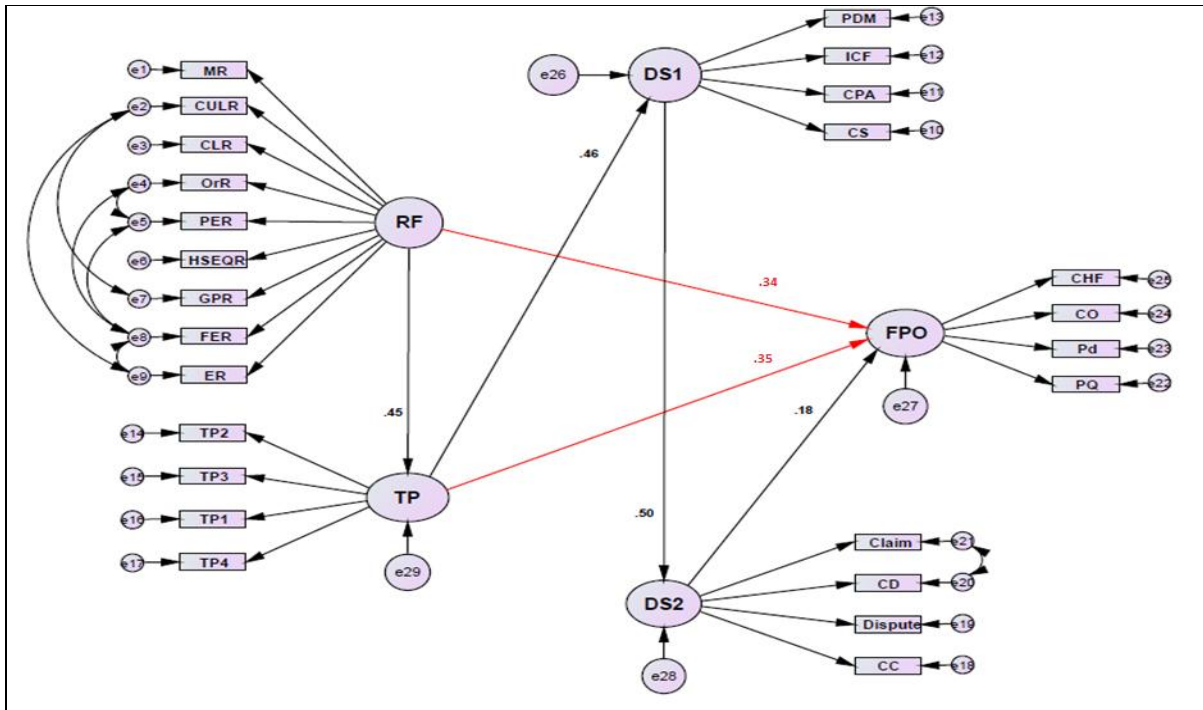 e1 MR
e2 CULR
e3 CLR
e4 OrR
e5 PER
e6 HSEQR
e7 GPR
e8 FER
e9 ER
RF
e14 TP2
e15 TP3
e16 TP1
e17 TP4
TP
e29
.45
e26 DS1
.46
PDM e13
ICF e12
CPA e11
CS e10
.34
.35
.18
.50
FPO
e27
CHF e25
CO e24
Pd e23
PQ e22
DS2
e28
Claim e21
CD e20
Dispute e19
CC e18